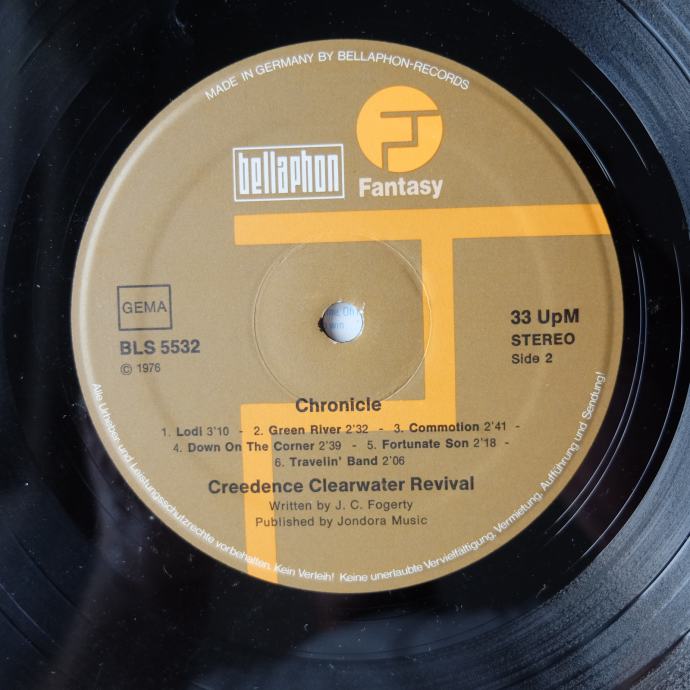 MADE IN GERMANY BY BELLAPHON-RECORDS
bellaphon
Fantasy
GEMA
BLS 5532
© 1976
33 UpM
STEREO
Side 2
Chronicle
1. Lodi 3'10 - 2. Green River 2'32 - 3. Commotion 2'41 -
4. Down On The Corner 2'39 - 5. Fortunate Son 2'18 -
6. Travelin' Band 2'06
Creedence Clearwater Revival
Written by J. C. Fogerty
Published by Jondora Music
Alle Urheber- und Leistungsschutzrechte vorbehalten. Kein Verleih! Keine unerlaubte Vervielfältigung, Vermietung, Aufführung und Sendung!